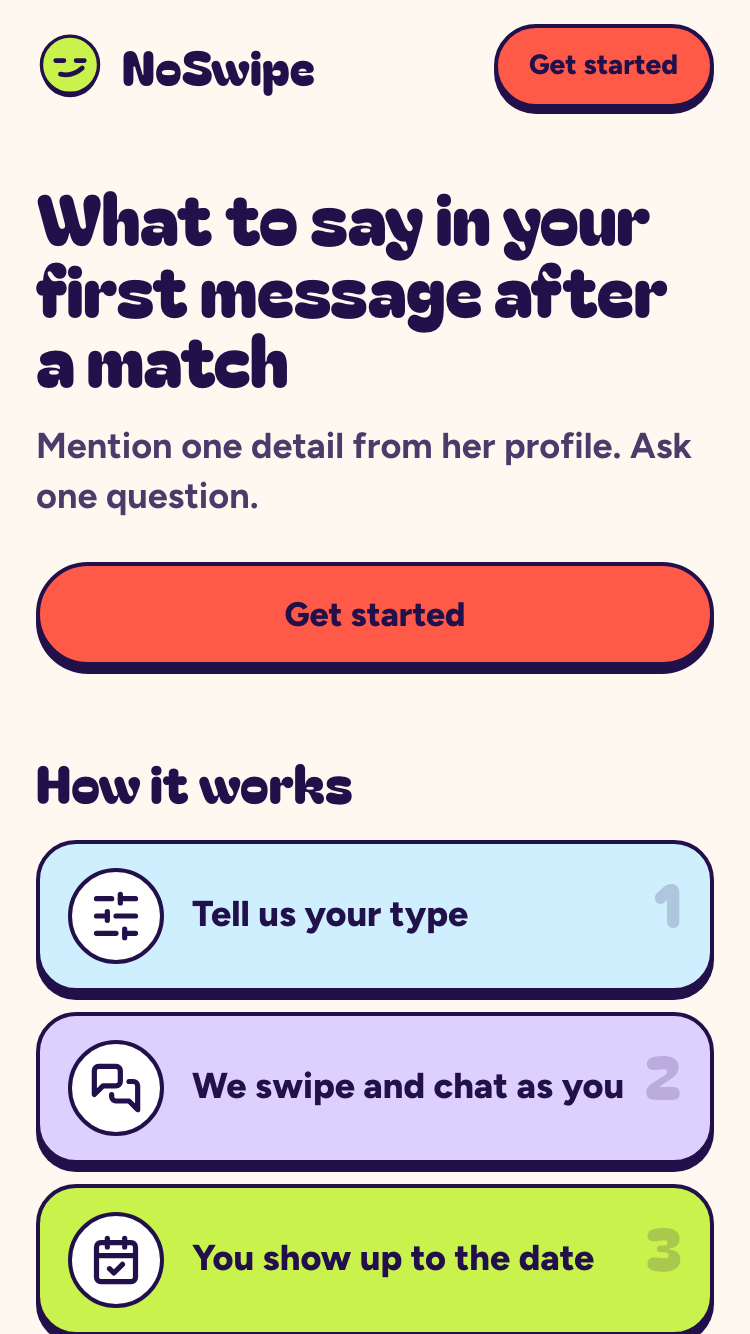 NoSwipe
Get started
What to say in your
first message after
a match
Mention one detail from her profile. Ask
one question.
Get started
How it works
Tell us your type
1
We swipe and chat as you
2
You show up to the date
3